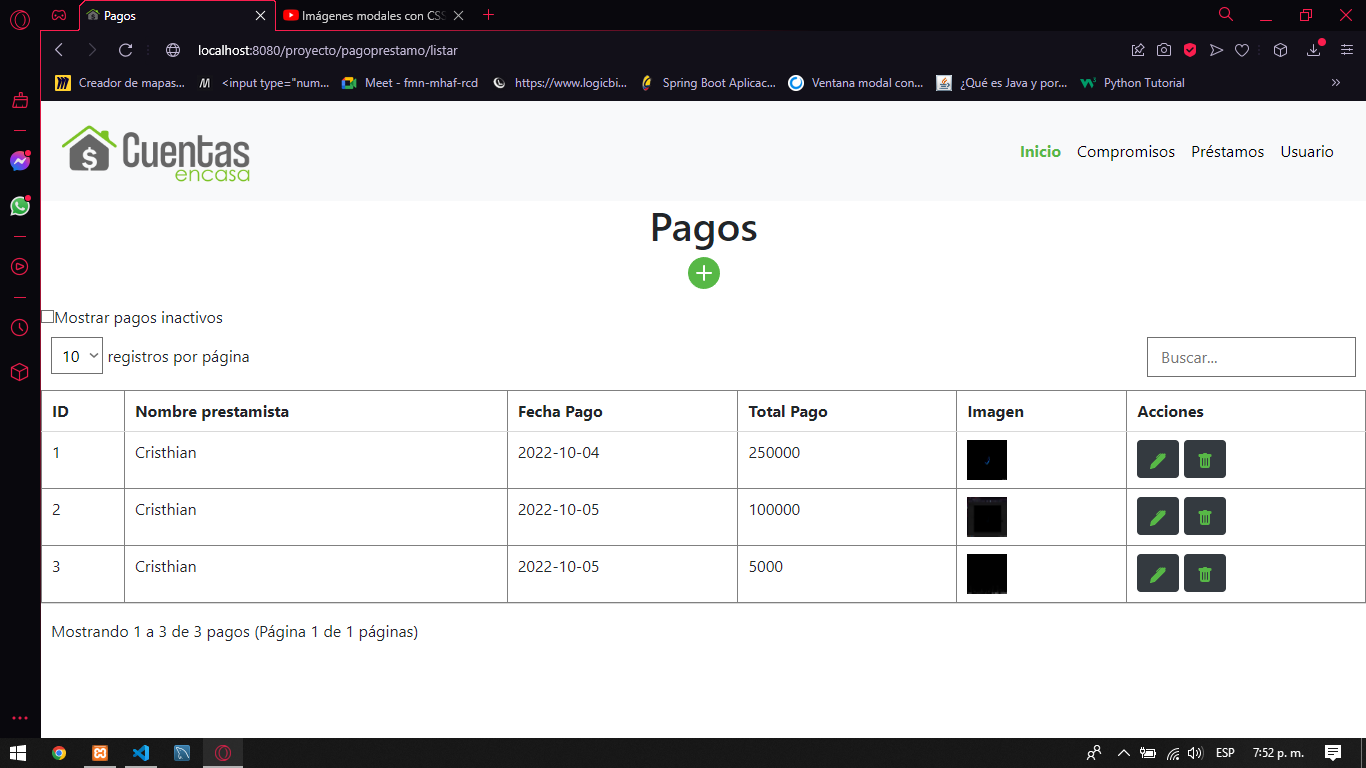 Pagos
Imágenes modales con CSS
localhost:8080/proyecto/pagoprestamo/listar
Creador de mapas...
<input type="num...
Meet - fmn-mhaf-rcd
https://www.logicbi...
Spring Boot Aplicac...
Ventana modal con...
¿Qué es Java y por...
Python Tutorial
»
$ Cuentas
encasa
Inicio Compromisos Préstamos Usuario
Pagos
Mostrar pagos inactivos
10 registros por página
Buscar...
ID Nombre prestamista Fecha Pago Total Pago Imagen Acciones
1 Cristhian 2022-10-04 250000
2 Cristhian 2022-10-05 100000
3 Cristhian 2022-10-05 5000
Mostrando 1 a 3 de 3 pagos (Página 1 de 1 páginas)
ESP 7:52 p. m.